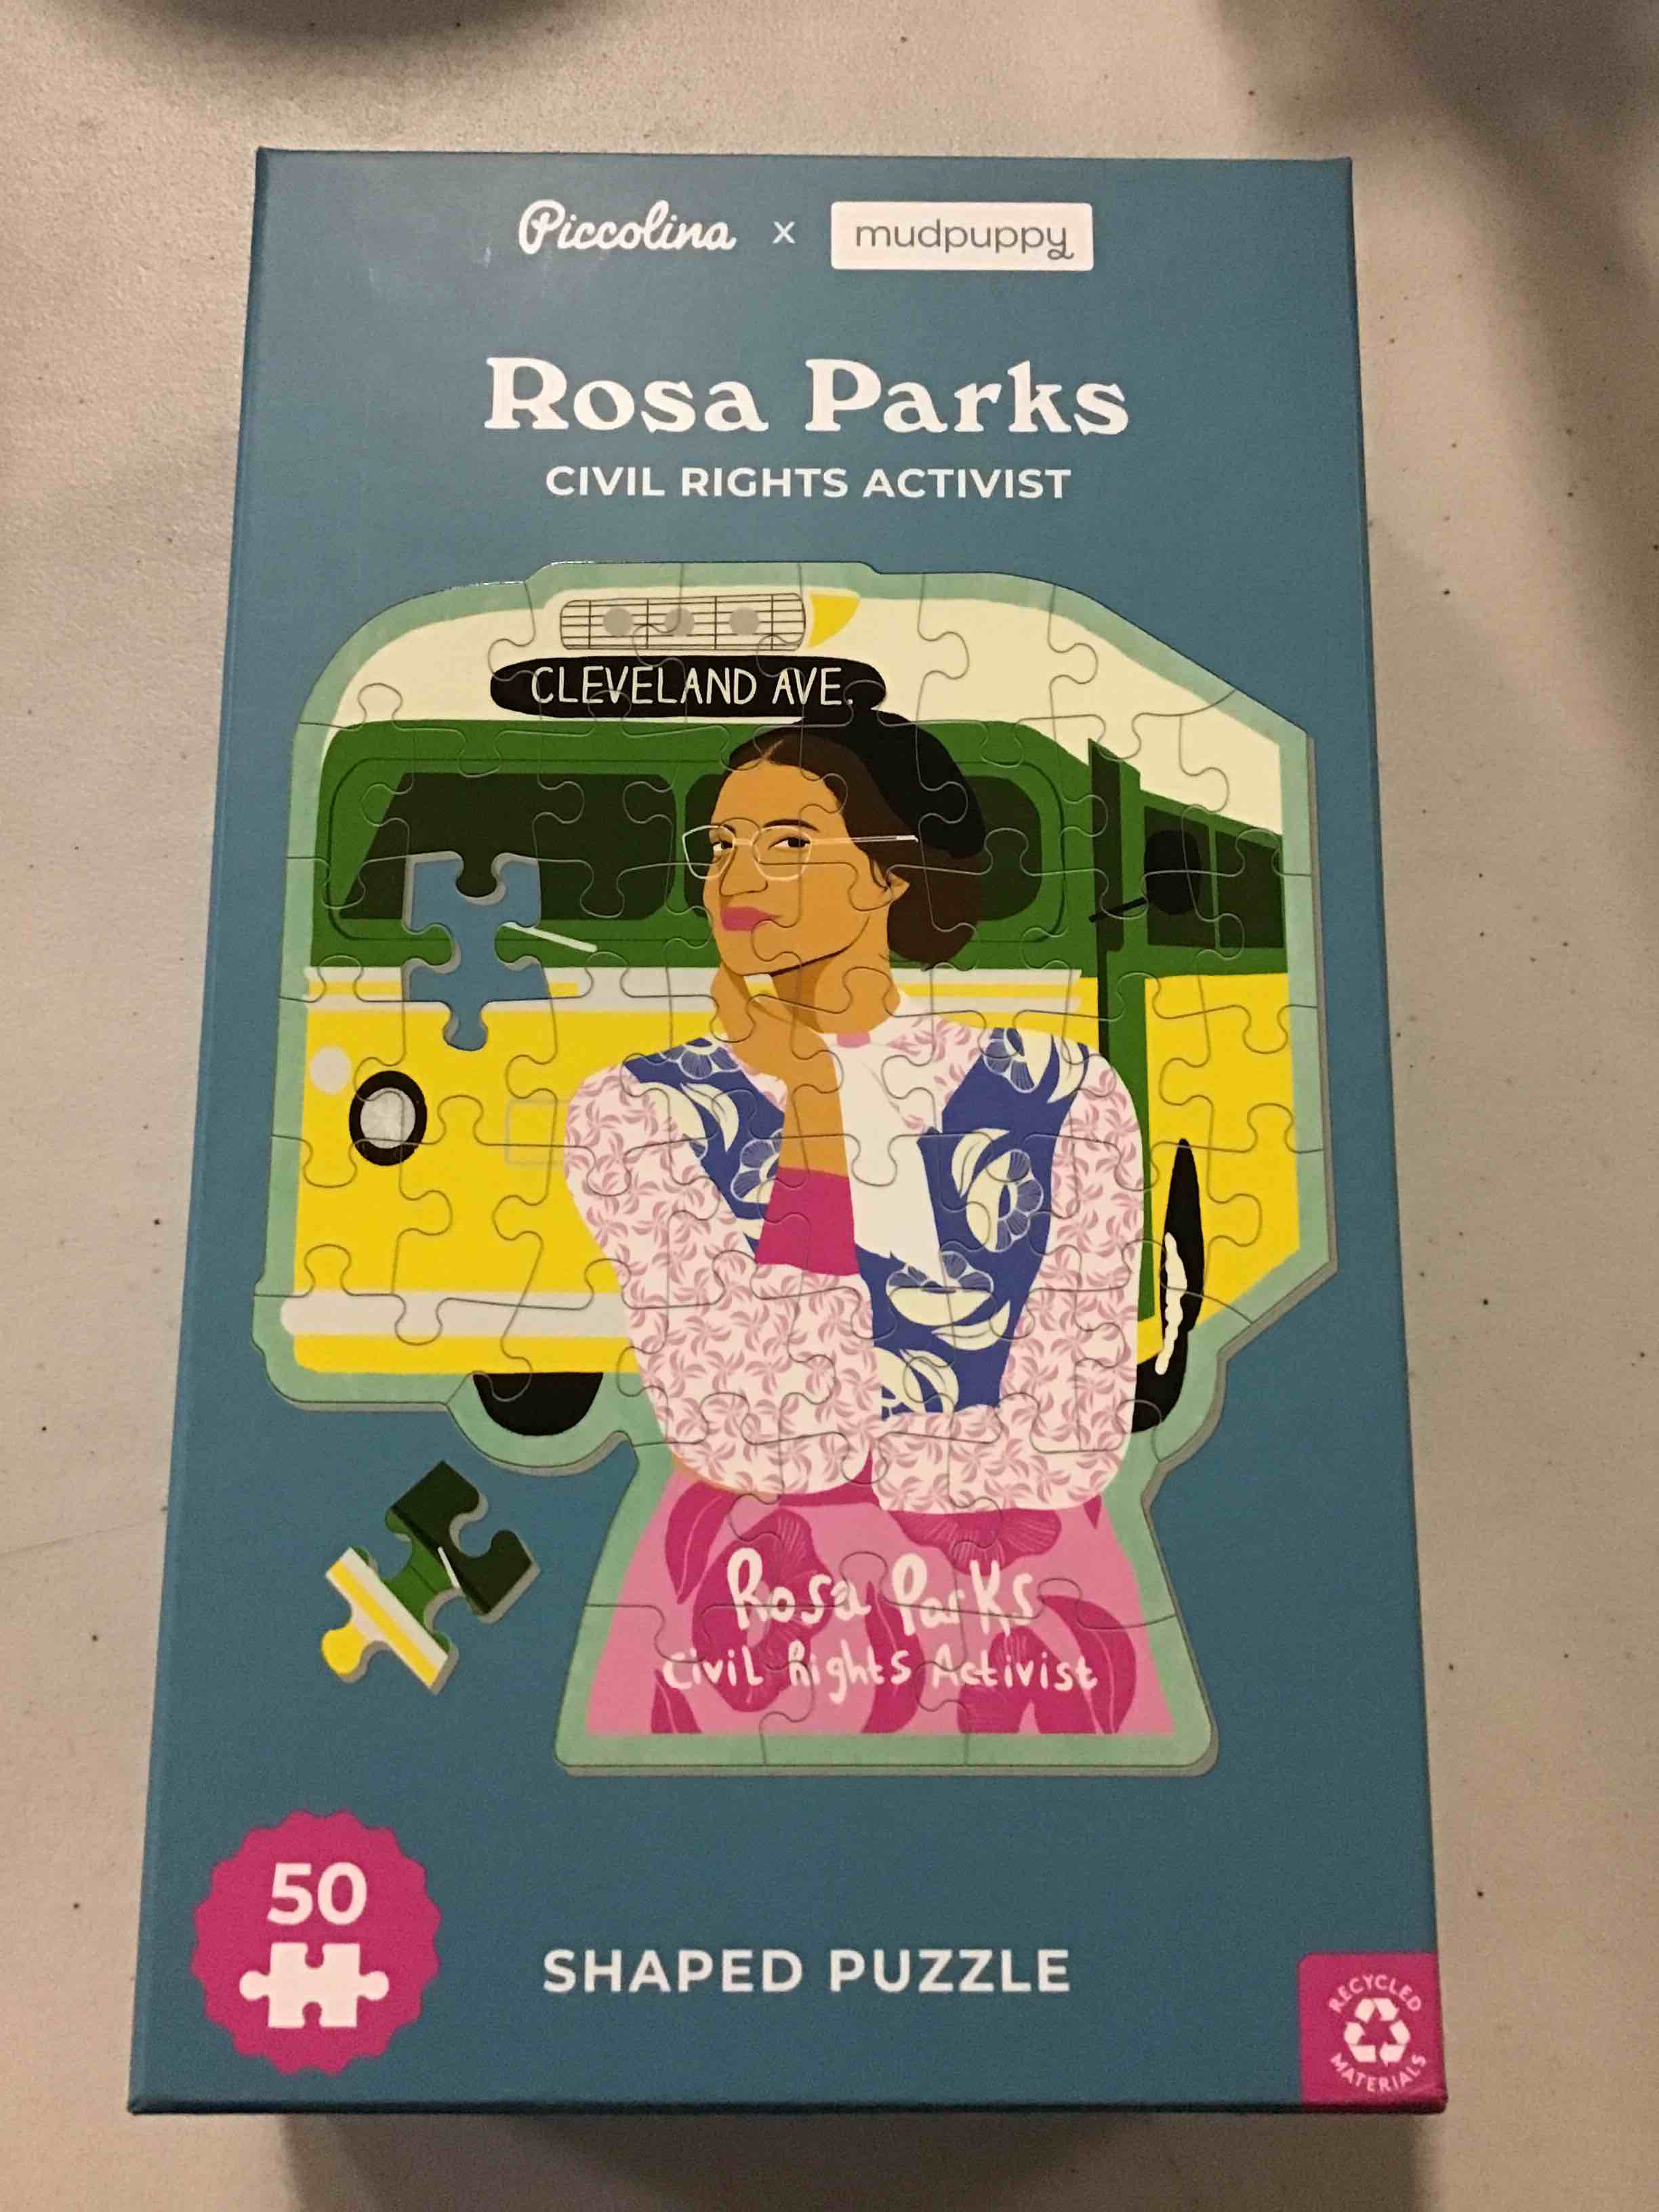 Piccolina x mudpuppy
Rosa Parks
CIVIL RIGHTS ACTIVIST
CLEVELAND AVE.
Rosa Parks
Civil Rights Activist
50
SHAPED PUZZLE
RECYCLED
MATERIALS